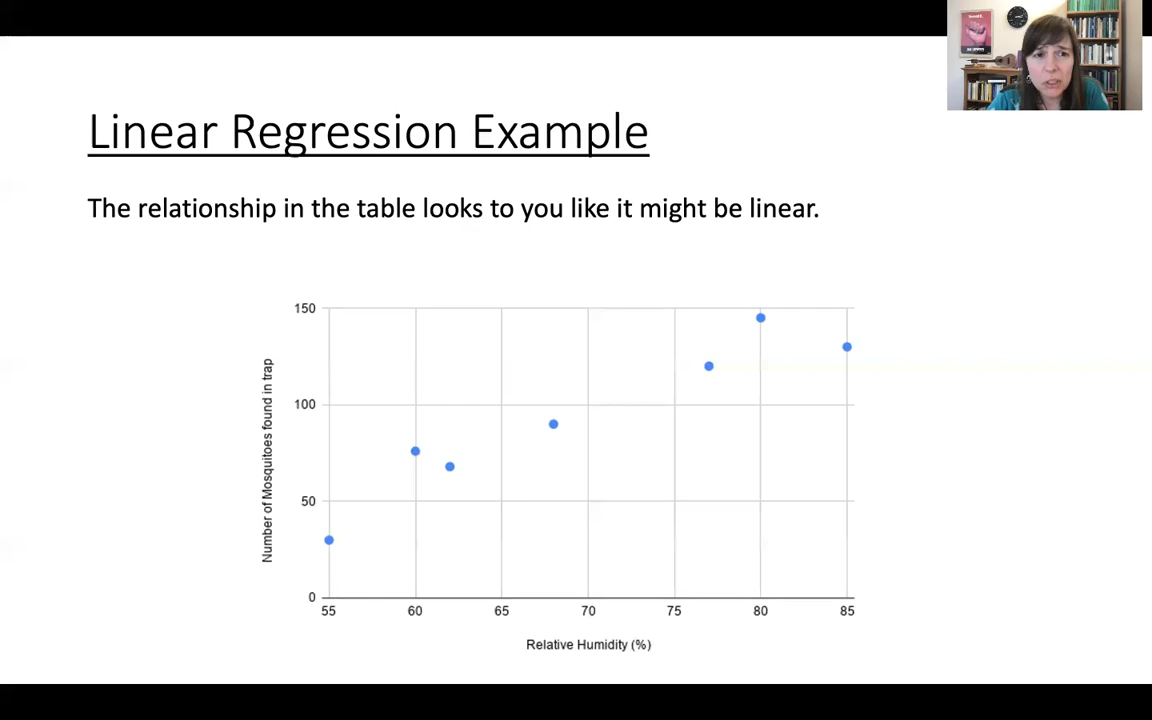 Linear Regression Example
The relationship in the table looks to you like it might be linear.
150
100
50
0
Number of Mosquitoes found in trap
55 60 65 70 75 80 85
Relative Humidity (%)